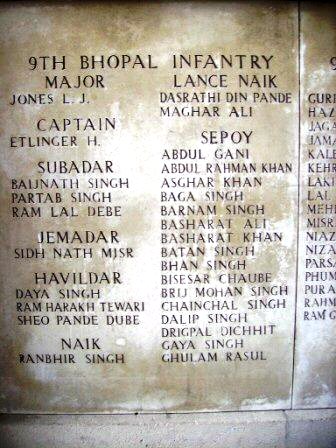 9TH BHOPAL INFANTRY
MAJOR
JONES L. J.
CAPTAIN
ETLINGER H.
SUBADAR
BAIJNATH SINGH
PARTAB SINGH
RAM LAL DEBE
JEMADAR
SIDH NATH MISR
HAVILDAR
DAYA SINGH
RAM HARAKH TEWARI
SHEO PANDE DUBE
NAIK
RANBHIR SINGH
LANCE NAIK
DASRATHI DIN PANDE
MAGHAR ALI
SEPOY
ABDUL GANI
ABDUL RAHMAN KHAN
ASGHAR KHAN
BAGA SINGH
BARNAM SINGH
BASHARAT ALI
BASHARAT KHAN
BATAN SINGH
BHAN SINGH
BISESAR CHAUBE
BRIJ MOHAN SINGH
CHAINCHAL SINGH
DALIP SINGH
DRIGPAL DICHHIT
GAYA SINGH
GHULAM RASUL